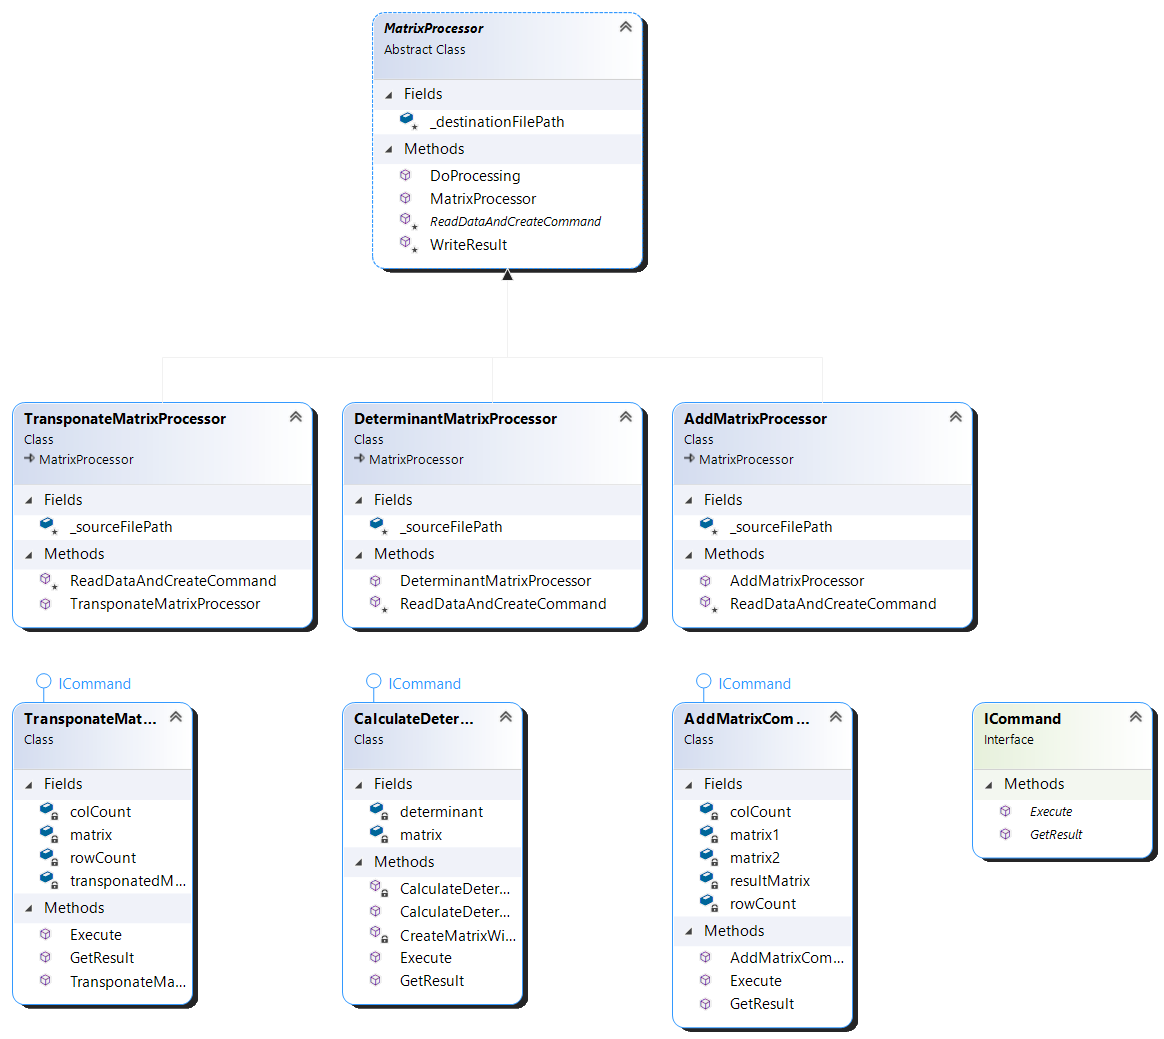 MatrixProcessor
Abstract Class
Fields
_destinationFilePath
Methods
DoProcessing
MatrixProcessor
ReadDataAndCreateCommand
WriteResult
TransponateMatrixProcessor
Class
MatrixProcessor
Fields
_sourceFilePath
Methods
ReadDataAndCreateCommand
TransponateMatrixProcessor
DeterminantMatrixProcessor
Class
MatrixProcessor
Fields
_sourceFilePath
Methods
DeterminantMatrixProcessor
ReadDataAndCreateCommand
AddMatrixProcessor
Class
MatrixProcessor
Fields
_sourceFilePath
Methods
AddMatrixProcessor
ReadDataAndCreateCommand
ICommand
TransponateMat...
Class
Fields
colCount
matrix
rowCount
transponatedM...
Methods
Execute
GetResult
TransponateMa...
ICommand
CalculateDeter...
Class
Fields
determinant
matrix
Methods
CalculateDeter...
CalculateDeter...
CreateMatrixWi...
Execute
GetResult
ICommand
AddMatrixCom...
Class
Fields
colCount
matrix1
matrix2
resultMatrix
rowCount
Methods
AddMatrixCom...
Execute
GetResult
ICommand
Interface
Methods
Execute
GetResult